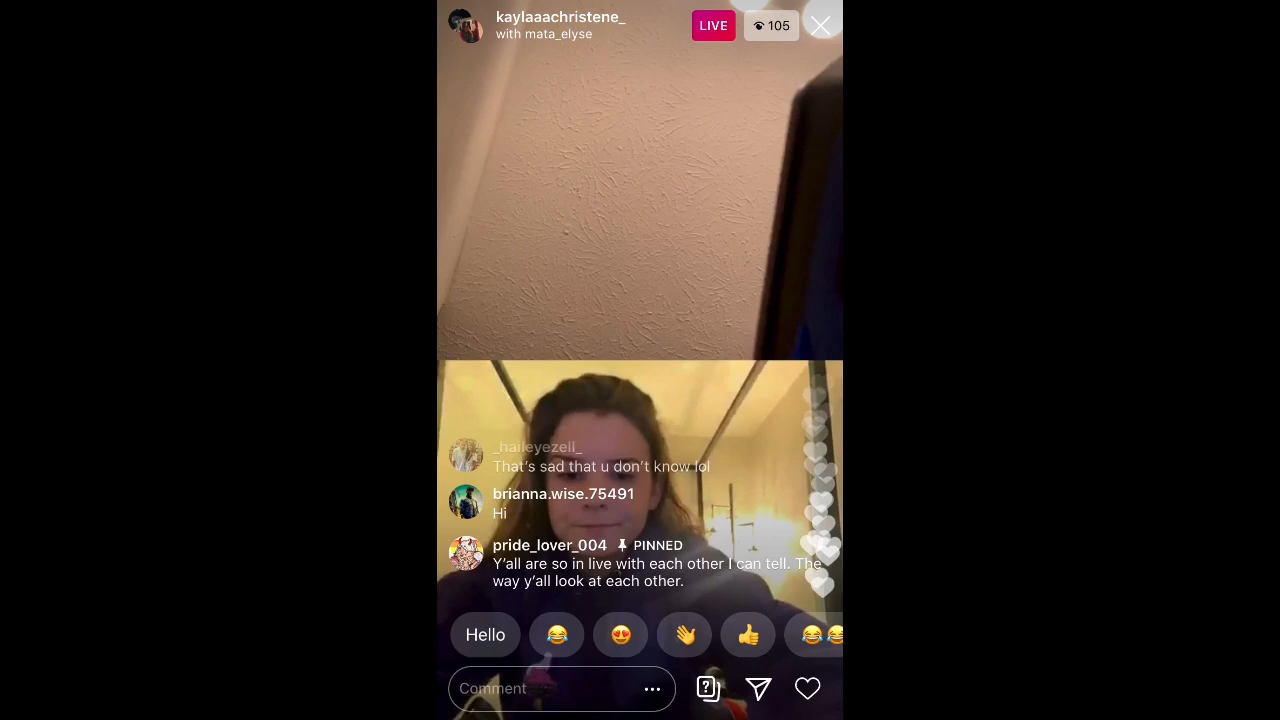 kaylaaachristene_
with mata_elyse
LIVE
105
_haileyezell_
That's sad that u don't know lol
brianna.wise.75491
Hi
pride_lover_004 PINNED
Y'all are so in live with each other I can tell. The
way y'all look at each other.
Hello
Comment